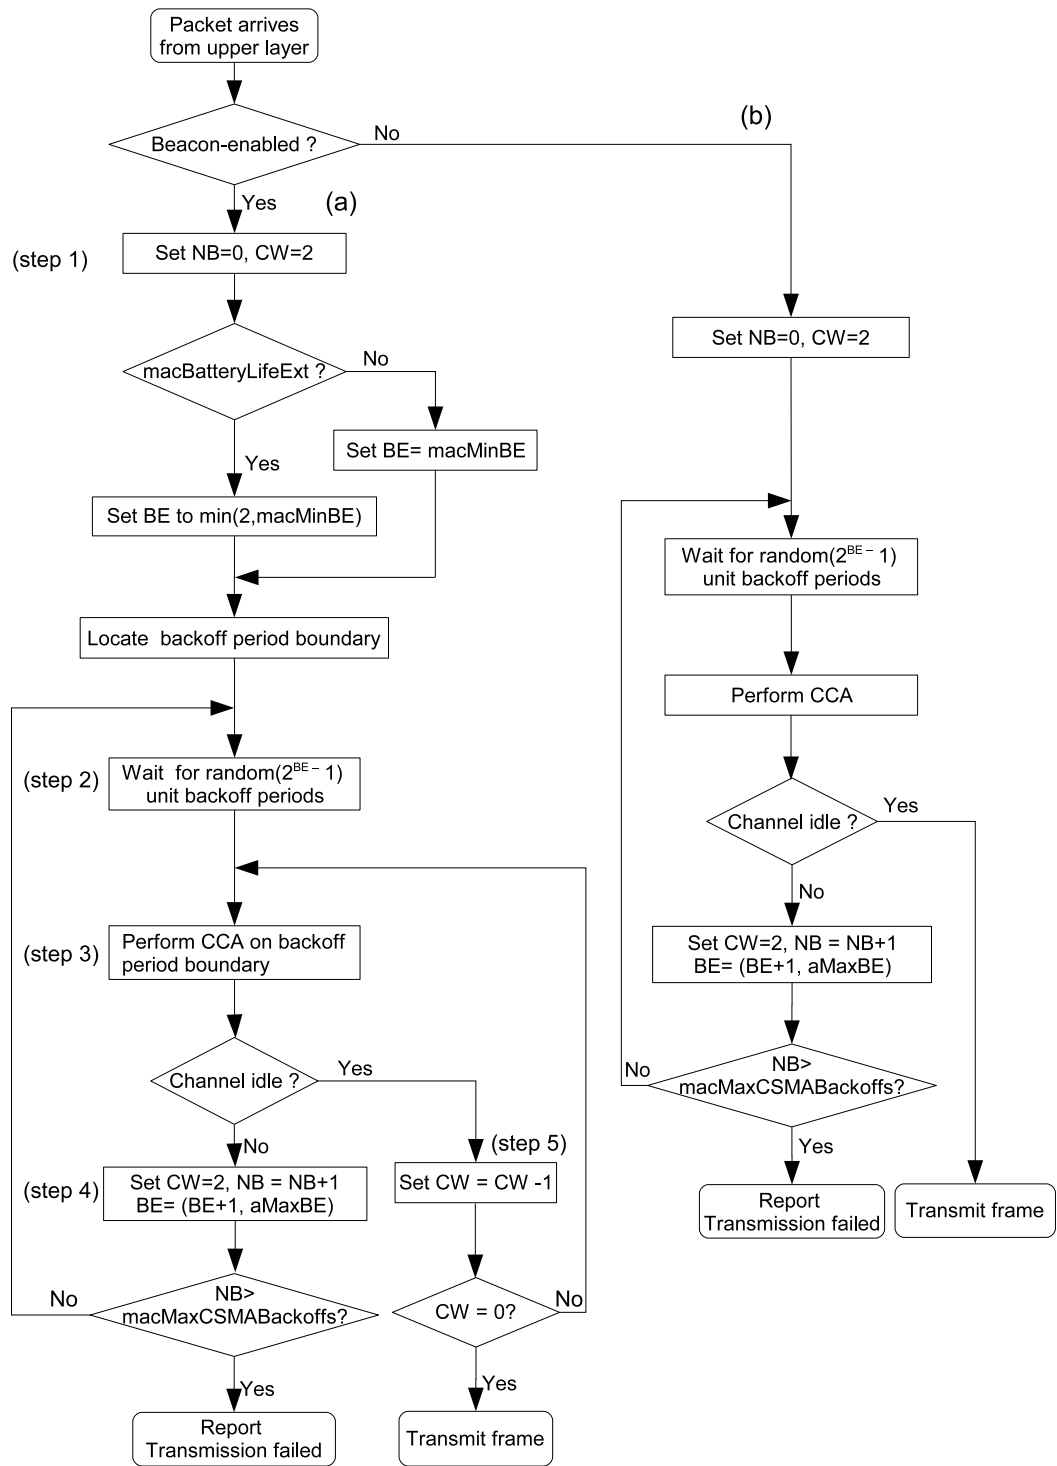 Packet arrives
from upper layer
Beacon-enabled ?
No
(b)
Yes
(a)
(step 1)
Set NB=0, CW=2
macBatteryLifeExt ?
No
Set BE= macMinBE
Yes
Set BE to min(2,macMinBE)
Locate backoff period boundary
(step 2)
Wait for random(2^BE – 1)
unit backoff periods
(step 3)
Perform CCA on backoff
period boundary
Channel idle ?
Yes
No
(step 5)
(step 4)
Set CW=2, NB = NB+1
BE= (BE+1, aMaxBE)
Set CW = CW -1
No
NB>
macMaxCSMABackoffs?
CW = 0?
No
Yes
Yes
Report
Transmission failed
Transmit frame
Set NB=0, CW=2
Wait for random(2^BE – 1)
unit backoff periods
Perform CCA
Channel idle ?
Yes
No
Set CW=2, NB = NB+1
BE= (BE+1, aMaxBE)
No
NB>
macMaxCSMABackoffs?
Yes
Report
Transmission failed
Transmit frame